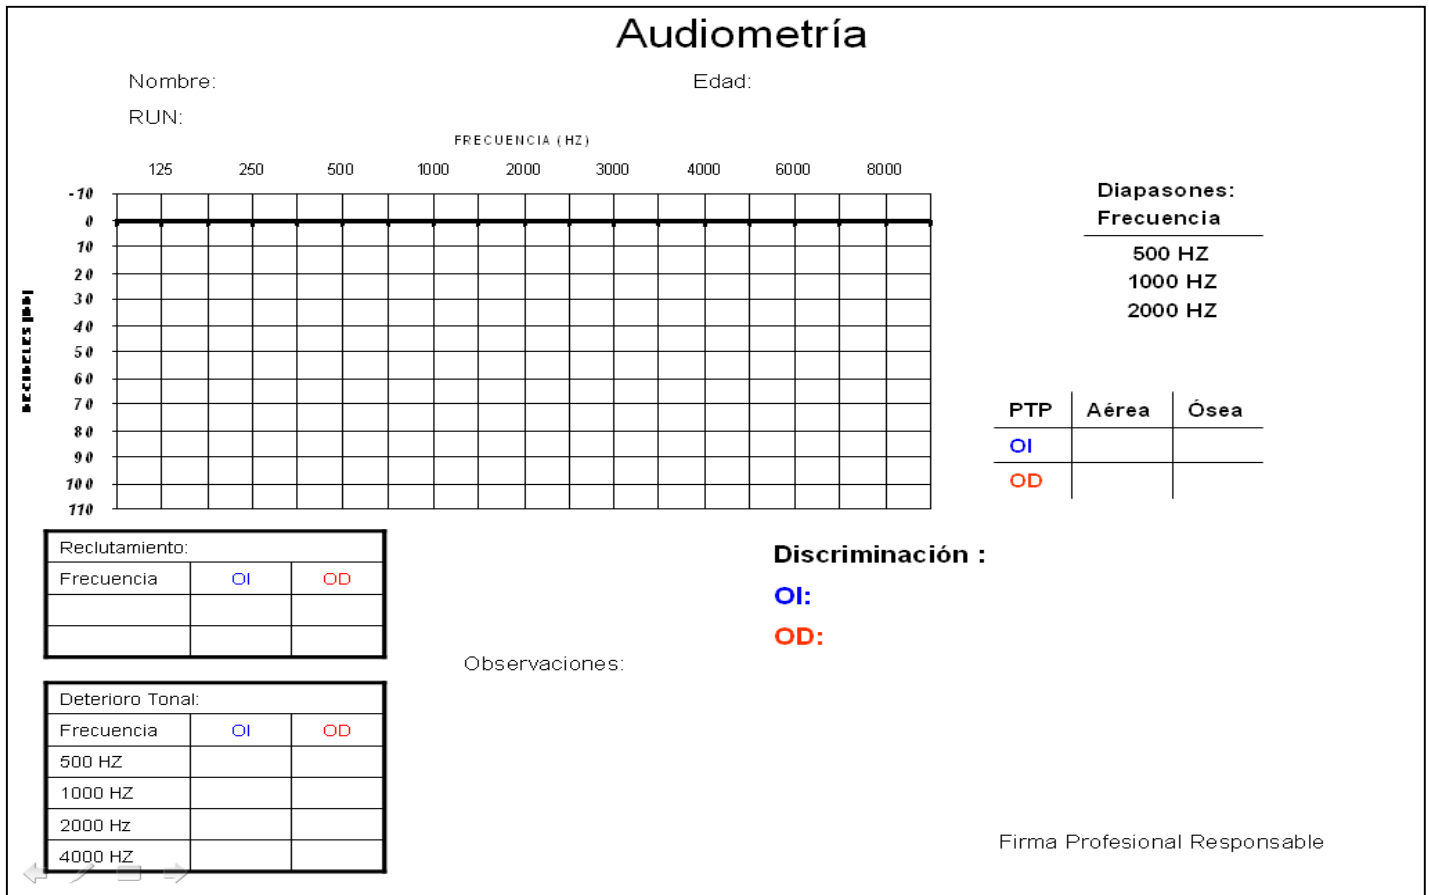 Audiometría
Nombre: Edad:
RUN:
FRECUENCIA (HZ)
125 250 500 1000 2000 3000 4000 6000 8000
-10
0
10
20
30
40
50
60
70
80
90
100
110
Diapasones:
Frecuencia
500 HZ
1000 HZ
2000 HZ
PTP Aérea Ósea
OI
OD
Reclutamiento:
Frecuencia OI OD
Discriminación :
OI:
OD:
Observaciones:
Deterioro Tonal:
Frecuencia OI OD
500 HZ
1000 HZ
2000 Hz
4000 HZ
Firma Profesional Responsable